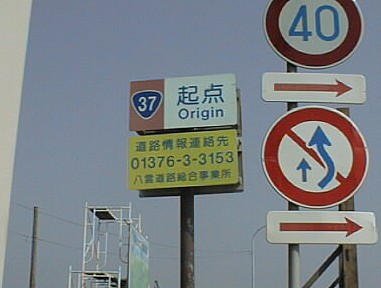 40
37
起点
Origin
道路情報連絡先
01376-3-3153
八雲道路総合事業所